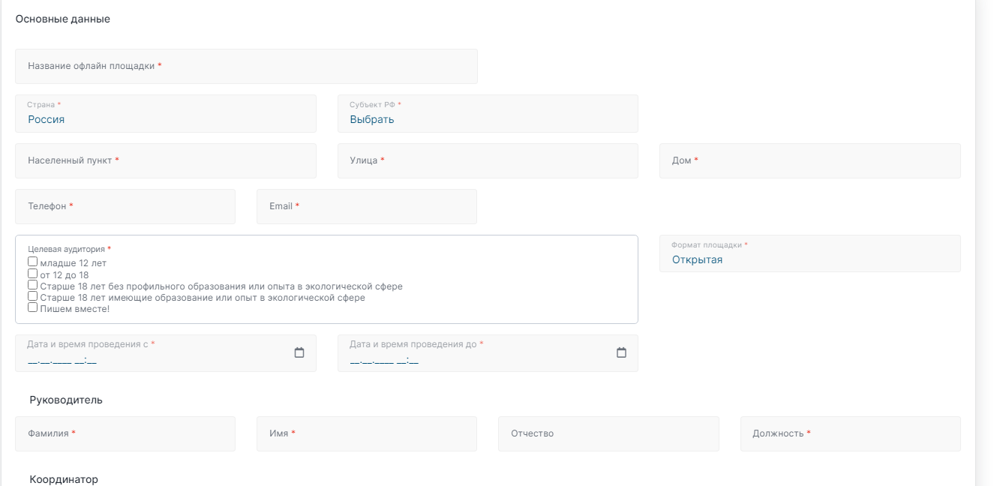 Основные данные
Название офлайн площадки *
Страна *
Субъект РФ *
Россия
Выбрать
Населенный пункт *
Улица *
Дом *
Телефон *
Email *
Целевая аудитория *
младше 12 лет
от 12 до 18
Старше 18 лет без профильного образования или опыта в экологической сфере
Старше 18 лет имеющие образование или опыт в экологической сфере
Пишем вместе!
Формат площадки *
Открытая
Дата и время проведения с *
__.__.____ __:__
Дата и время проведения до *
__.__.____ __:__
Руководитель
Фамилия *
Имя *
Отчество
Должность *
Координатор